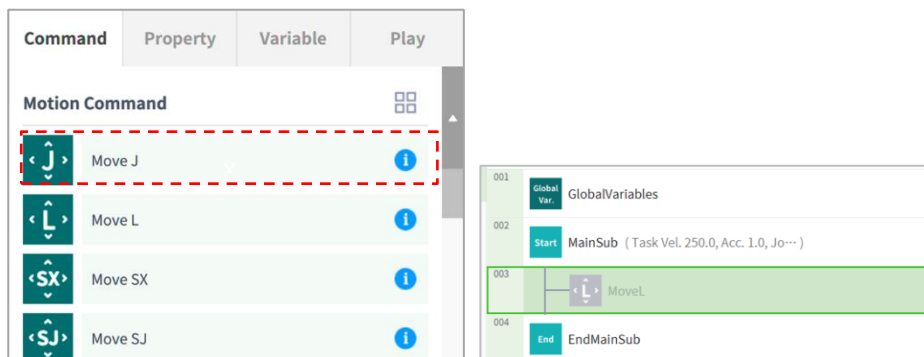 Command Property Variable Play
Motion Command
J Move J i
L Move L i
SX Move SX i
SJ Move SJ i
001
Global Var. GlobalVariables
002
Start MainSub ( Task Vel. 250.0, Acc. 1.0, Jo··· )
003
L MoveL
004
End EndMainSub